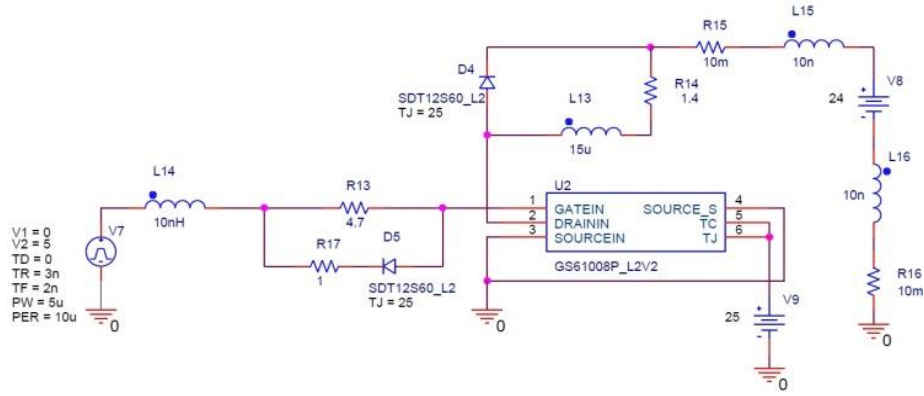 L15
R15
10m
10n
D4
V8
SDT12S60_L2
TJ = 25
R14
1.4
24
L13
15u
L16
L14
U2
10n
R13
1
GATEIN
SOURCE_S
4
10nH
4.7
2
DRAININ
TC
5
V7
3
SOURCEIN
TJ
6
V1 = 0
V2 = 5
TD = 0
TR = 3n
TF = 2n
PW = 5u
PER = 10u
R17
D5
GS61008P_L2V2
R16
10m
1
SDT12S60_L2
TJ = 25
V9
0
0
25
0
0